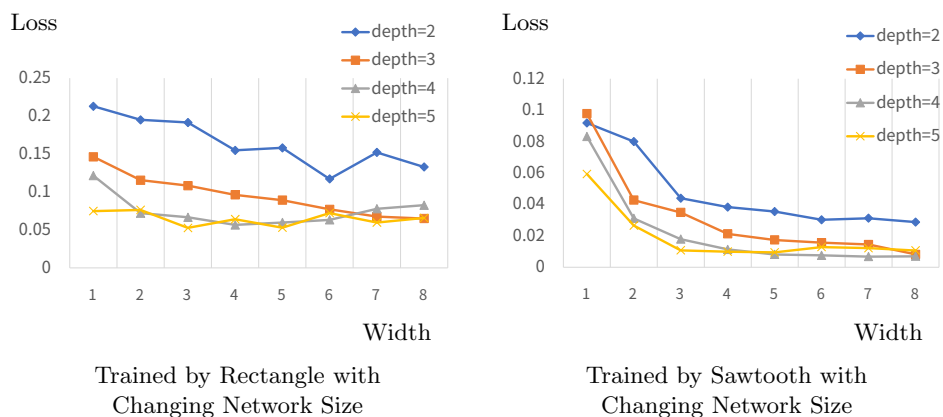 Loss
depth=2
depth=3
depth=4
depth=5
0.25
0.2
0.15
0.1
0.05
0
1 2 3 4 5 6 7 8
Width
Trained by Rectangle with
Changing Network Size
Loss
depth=2
depth=3
depth=4
depth=5
0.12
0.1
0.08
0.06
0.04
0.02
0
1 2 3 4 5 6 7 8
Width
Trained by Sawtooth with
Changing Network Size